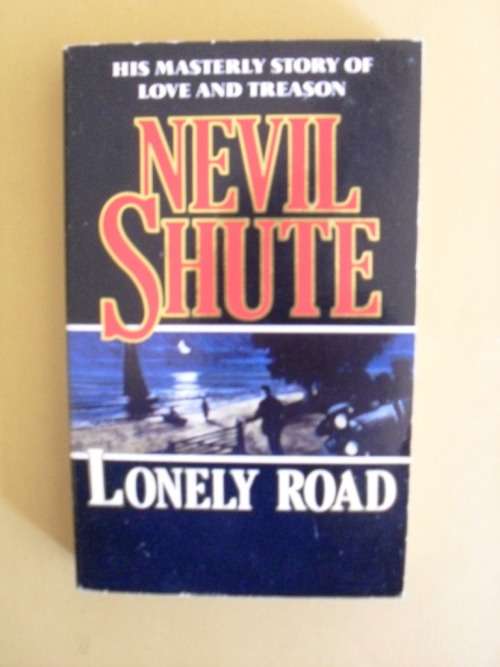 HIS MASTERLY STORY OF
LOVE AND TREASON
NEVIL
SHUTE
LONELY ROAD